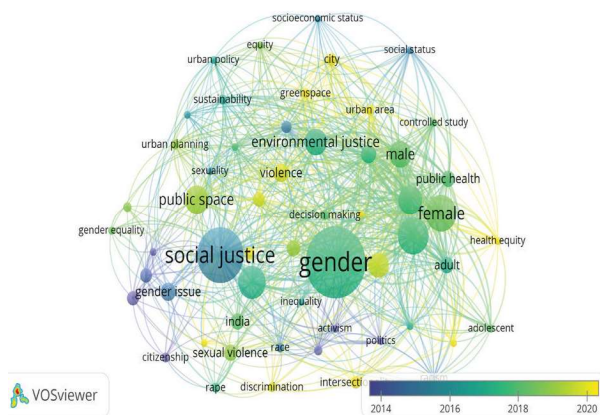 socioeconomic status
equity
social status
urban policy
city
greenspace
sustainability
urban area
controlled study
environmental justice
urban planning
male
sexuality
violence
public health
public space
decision making
female
gender equality
health equity
social justice
gender
adult
gender issue
inequality
india
activism
adolescent
race
politics
citizenship
sexual violence
rape
discrimination
VOSviewer
2014
2016
2018
2020